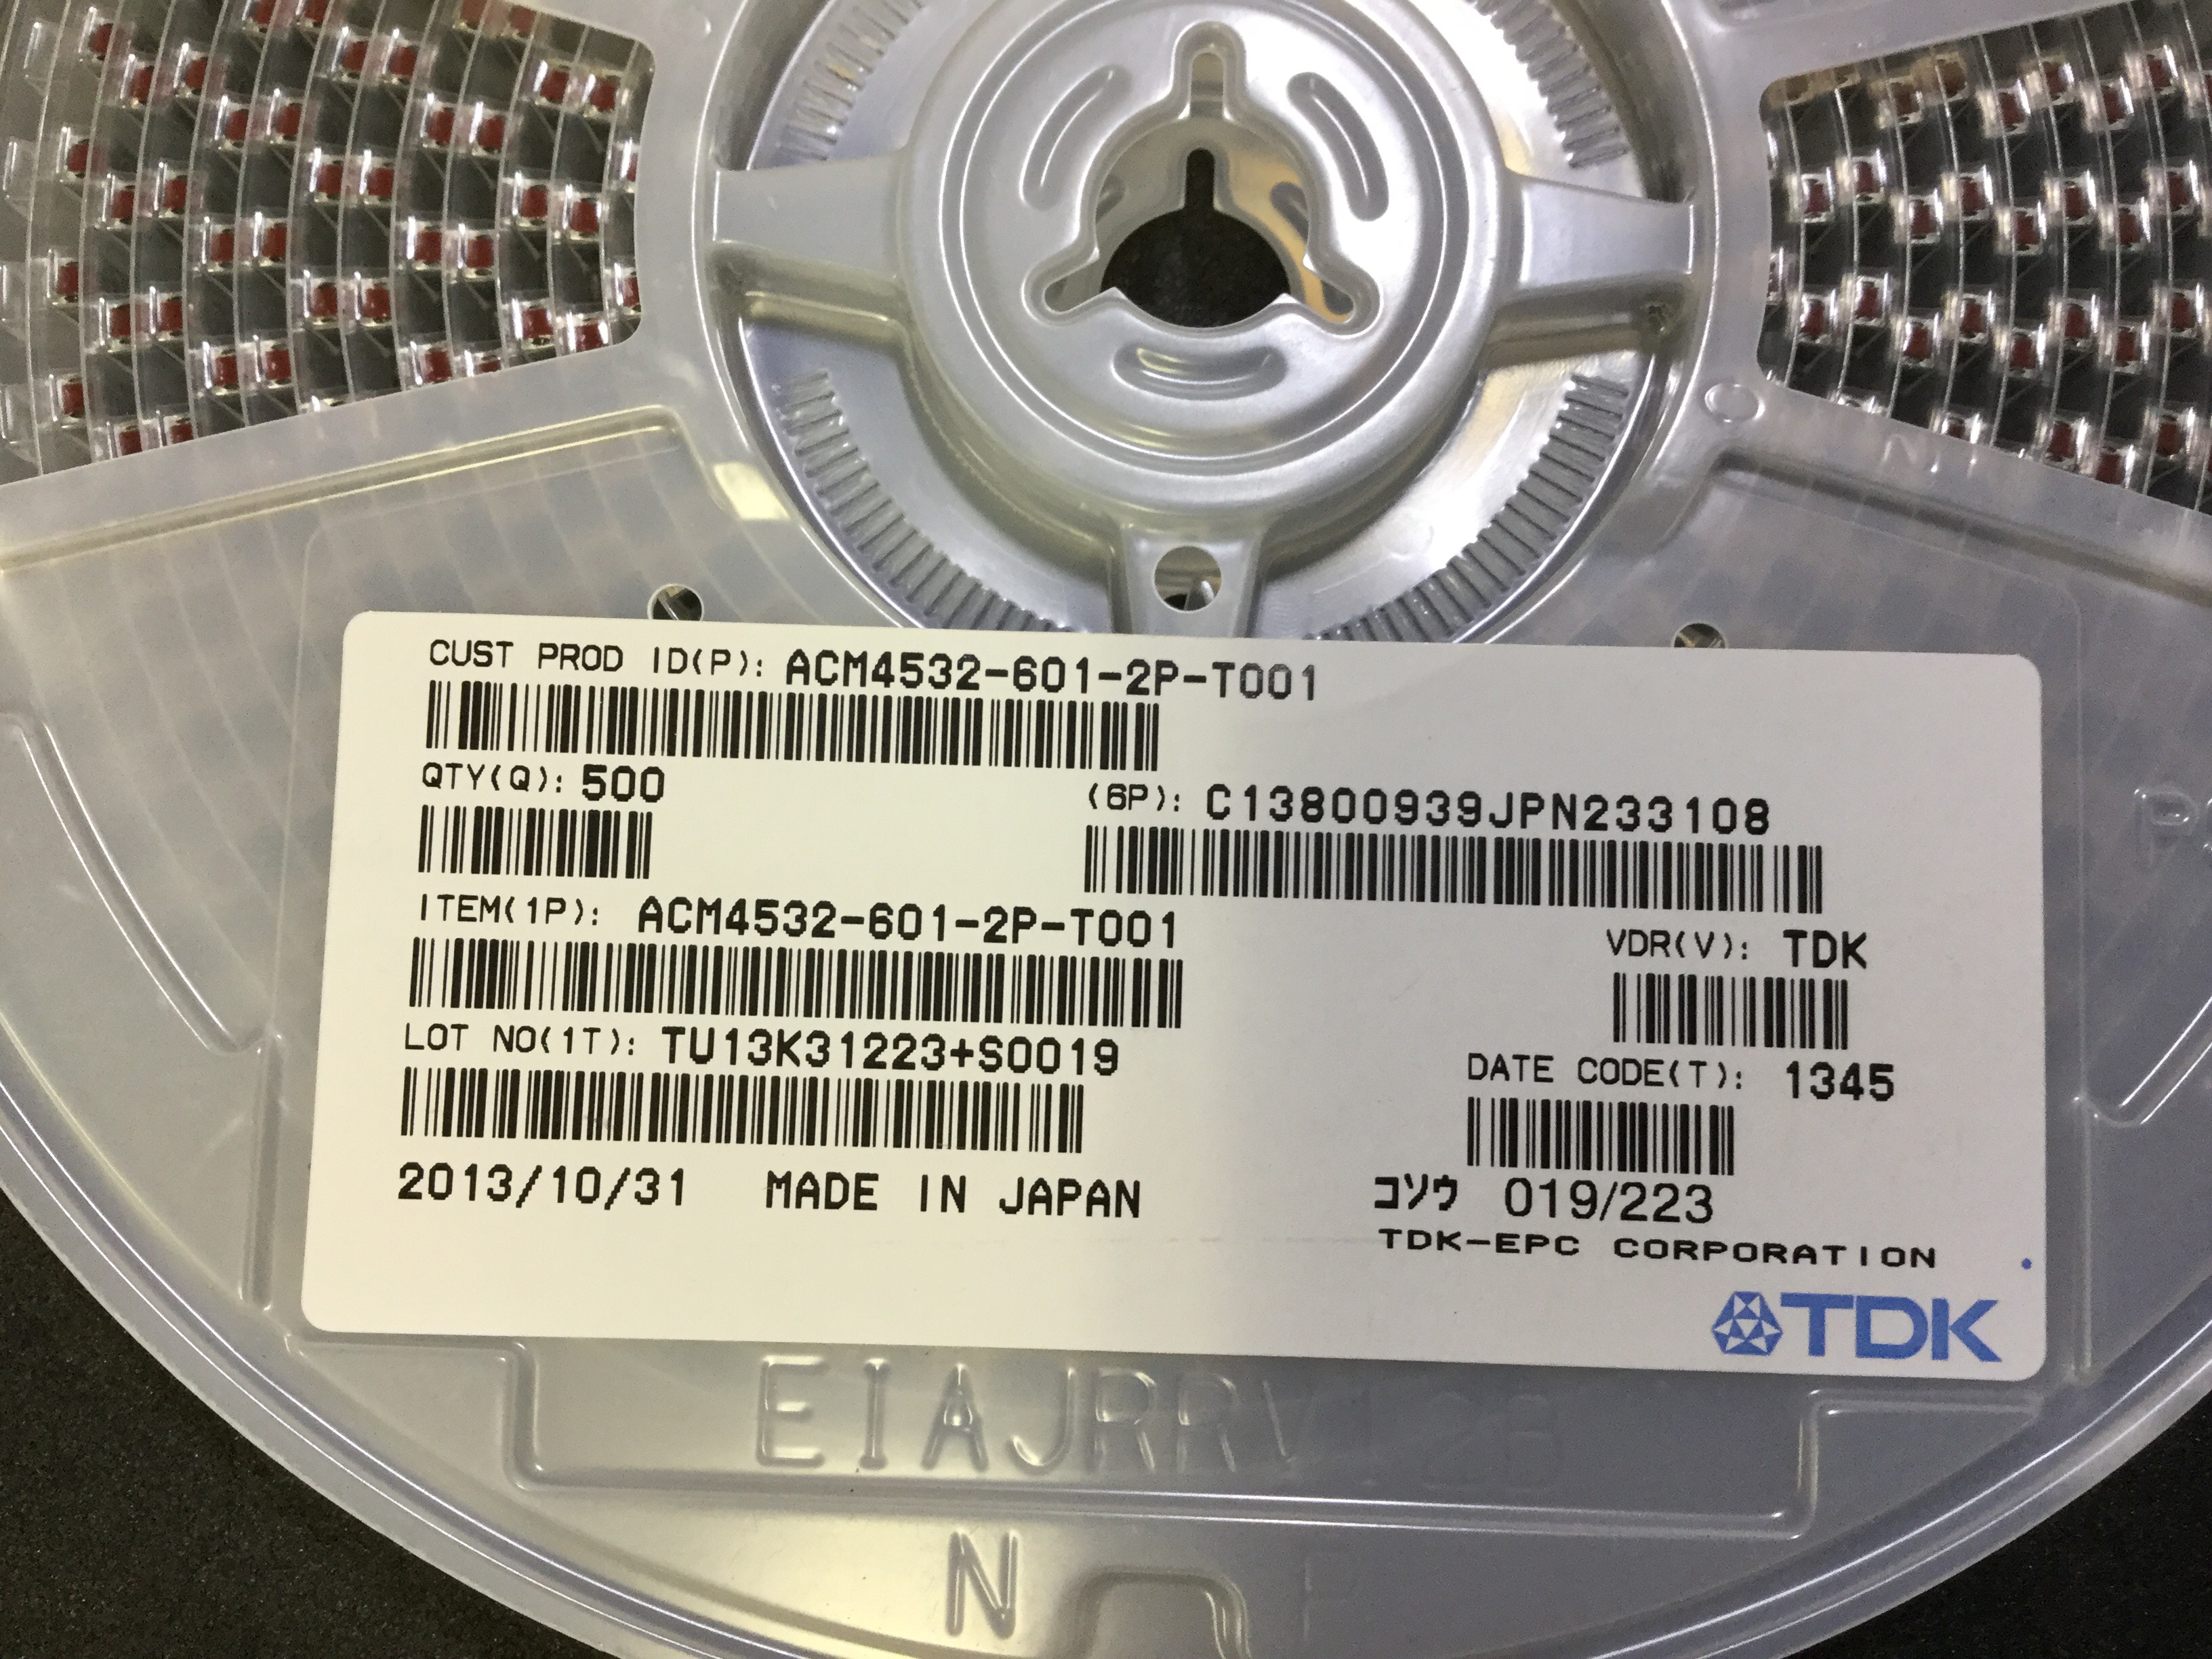 CUST PROD ID(P): ACM4532-601-2P-T001
QTY(Q): 500
(6P): C13800939JPN233108
ITEM(1P): ACM4532-601-2P-T001
VDR(V): TDK
LOT NO(1T): TU13K31223+S0019
DATE CODE(T): 1345
2013/10/31 MADE IN JAPAN
コソウ 019/223
TDK-EPC CORPORATION
TDK
EIAJRRV12B
N